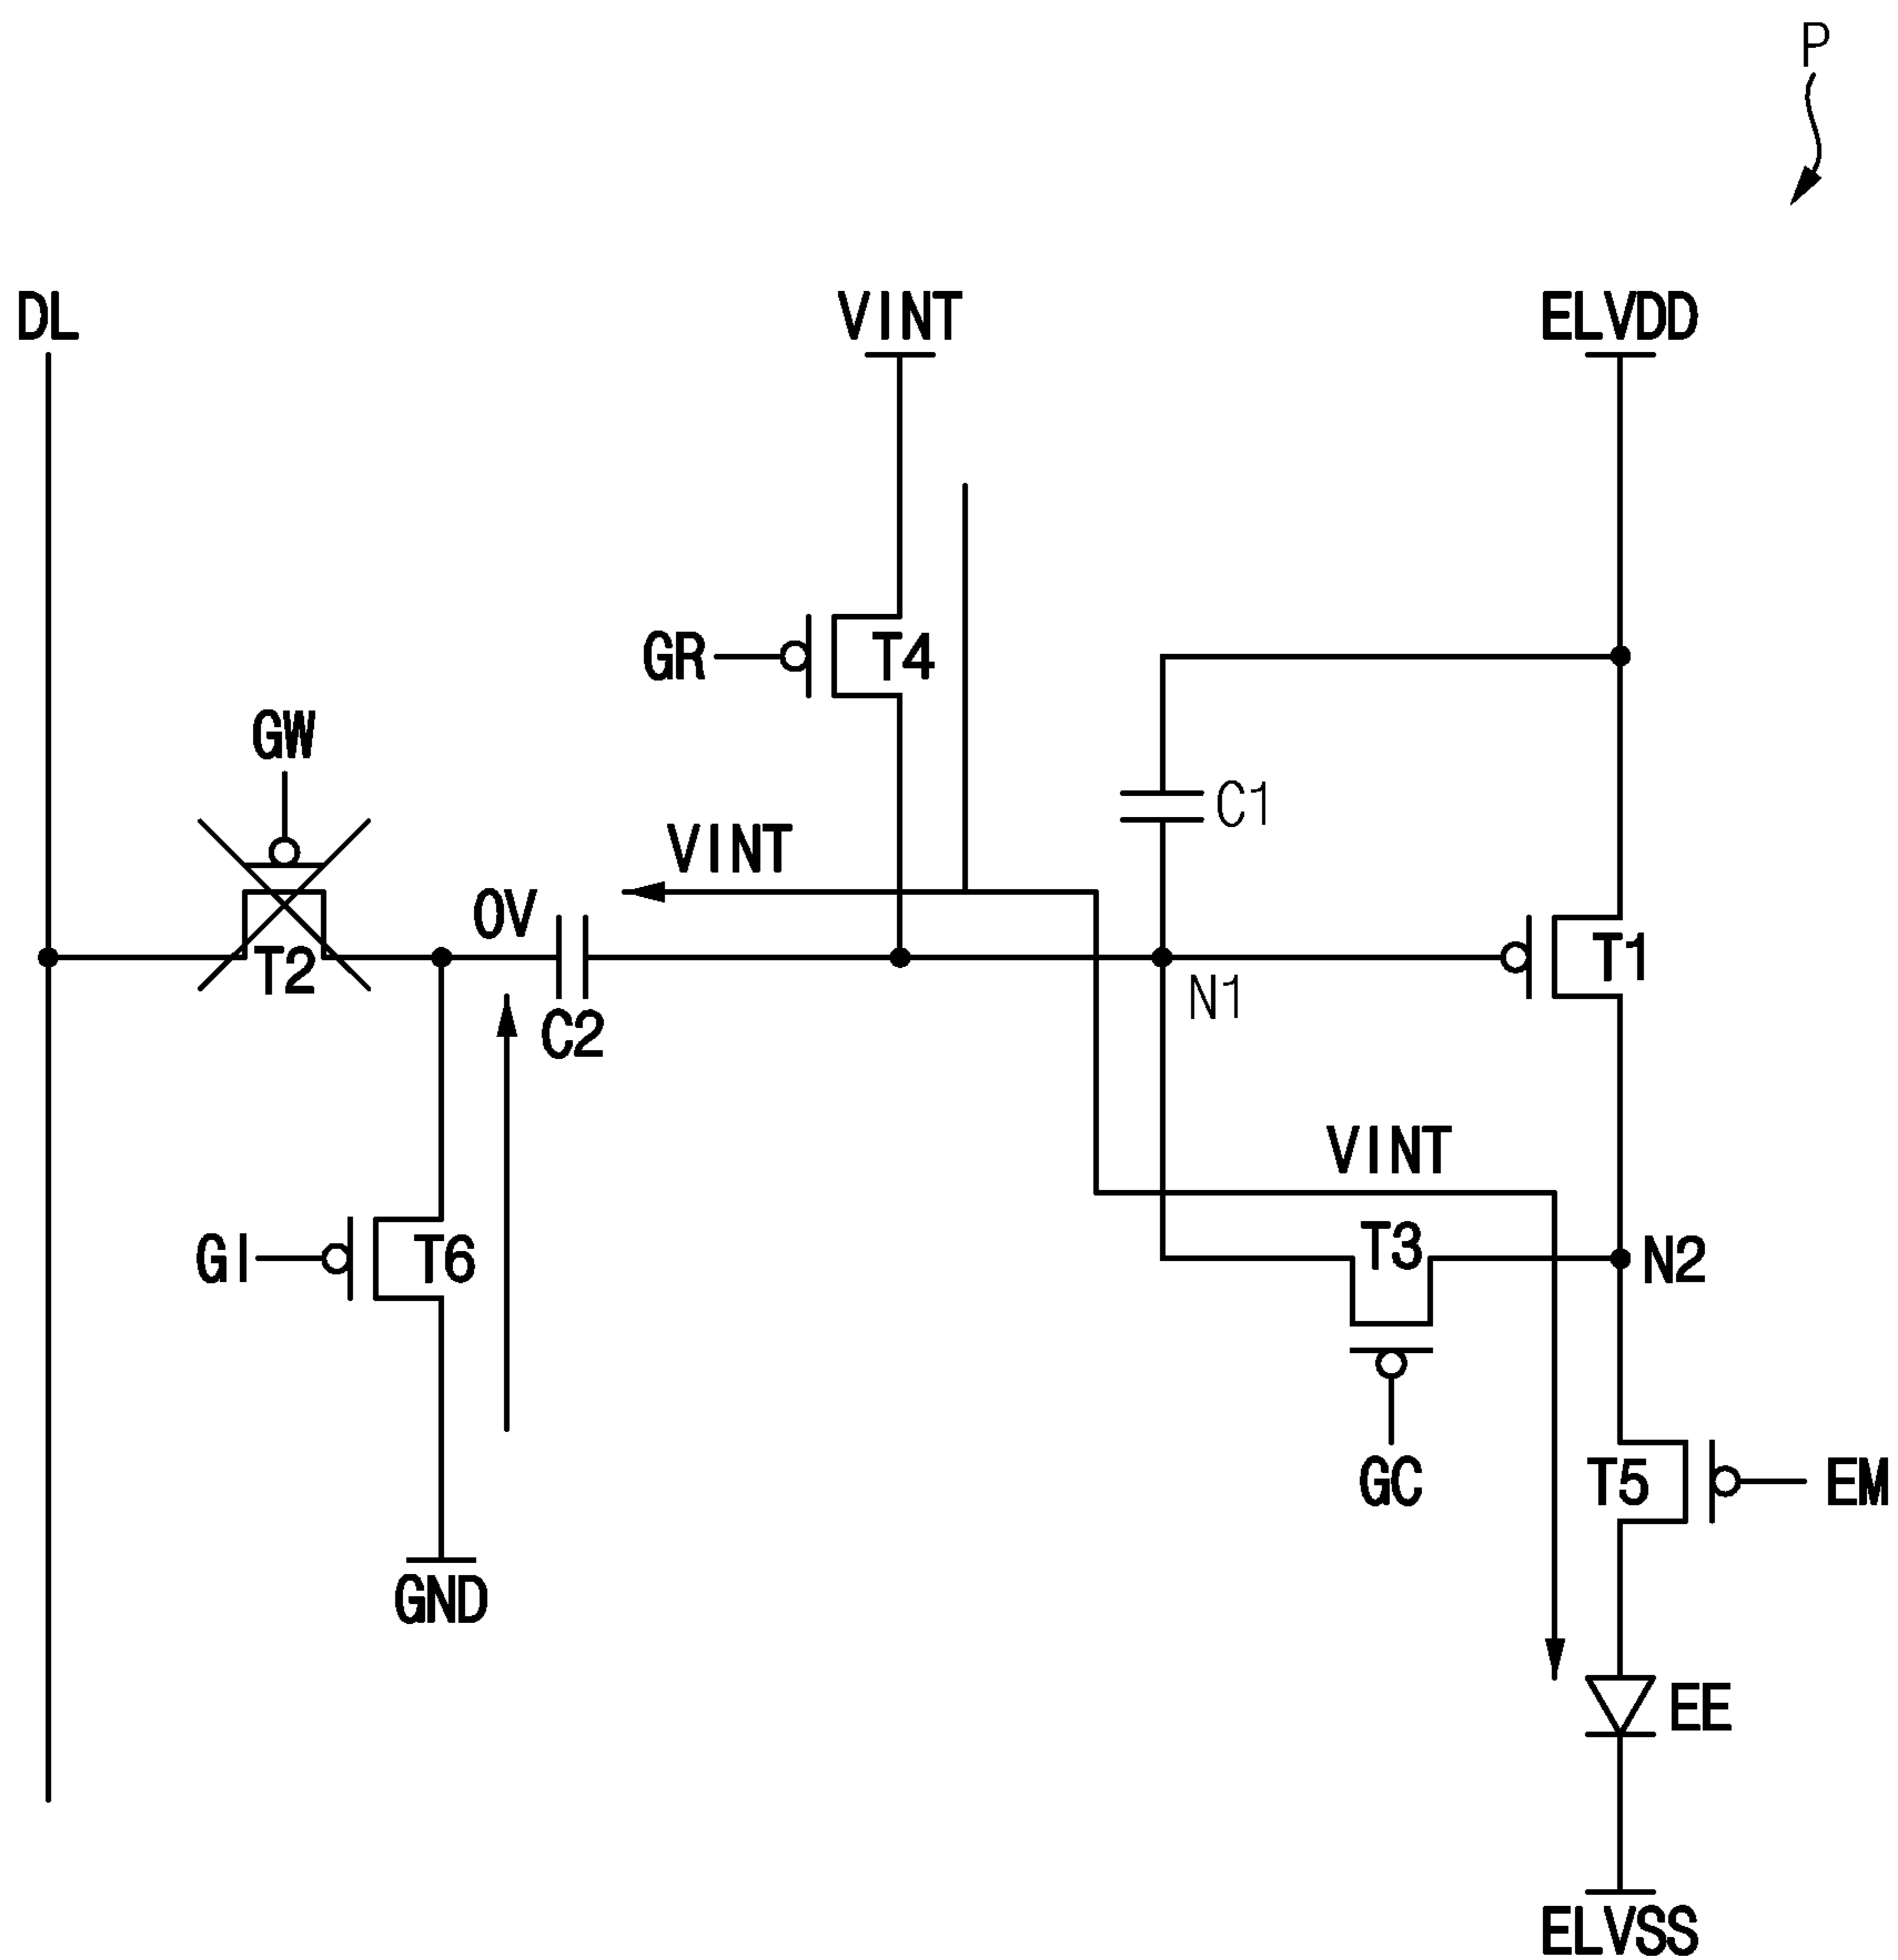 P
DL
VINT
ELVDD
GR
T4
GW
C1
VINT
0V
T2
T1
N1
C2
VINT
T3
GI
T6
N2
GC
T5
EM
GND
EE
ELVSS